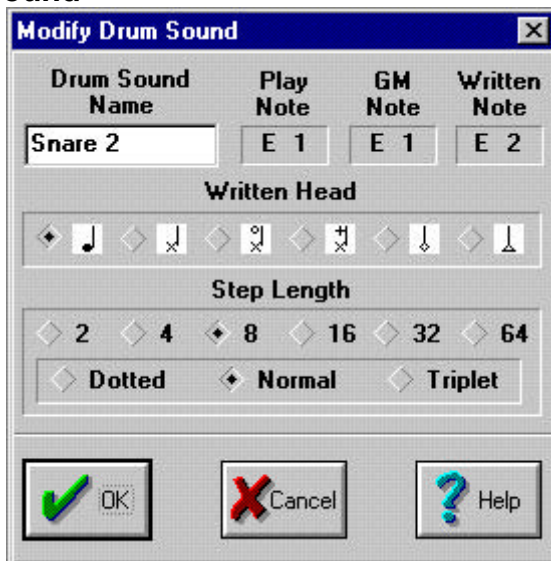 Modify Drum Sound
Drum Sound Name
Play Note
GM Note
Written Note
Snare 2
E 1
E 1
E 2
Written Head
Step Length
2 4 8 16 32 64
Dotted Normal Triplet
OK Cancel Help